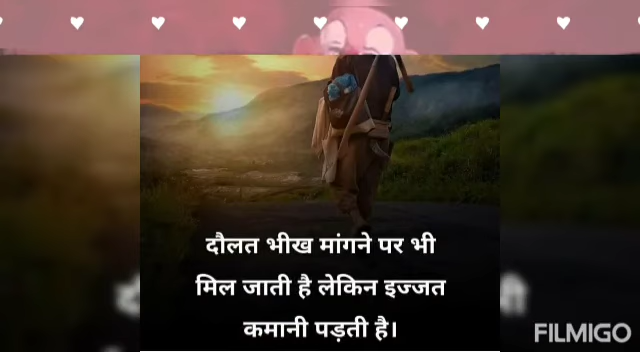 दौलत भीख मांगने पर भी
मिल जाती है लेकिन इज्जत
कमानी पड़ती है।
FILMIGO